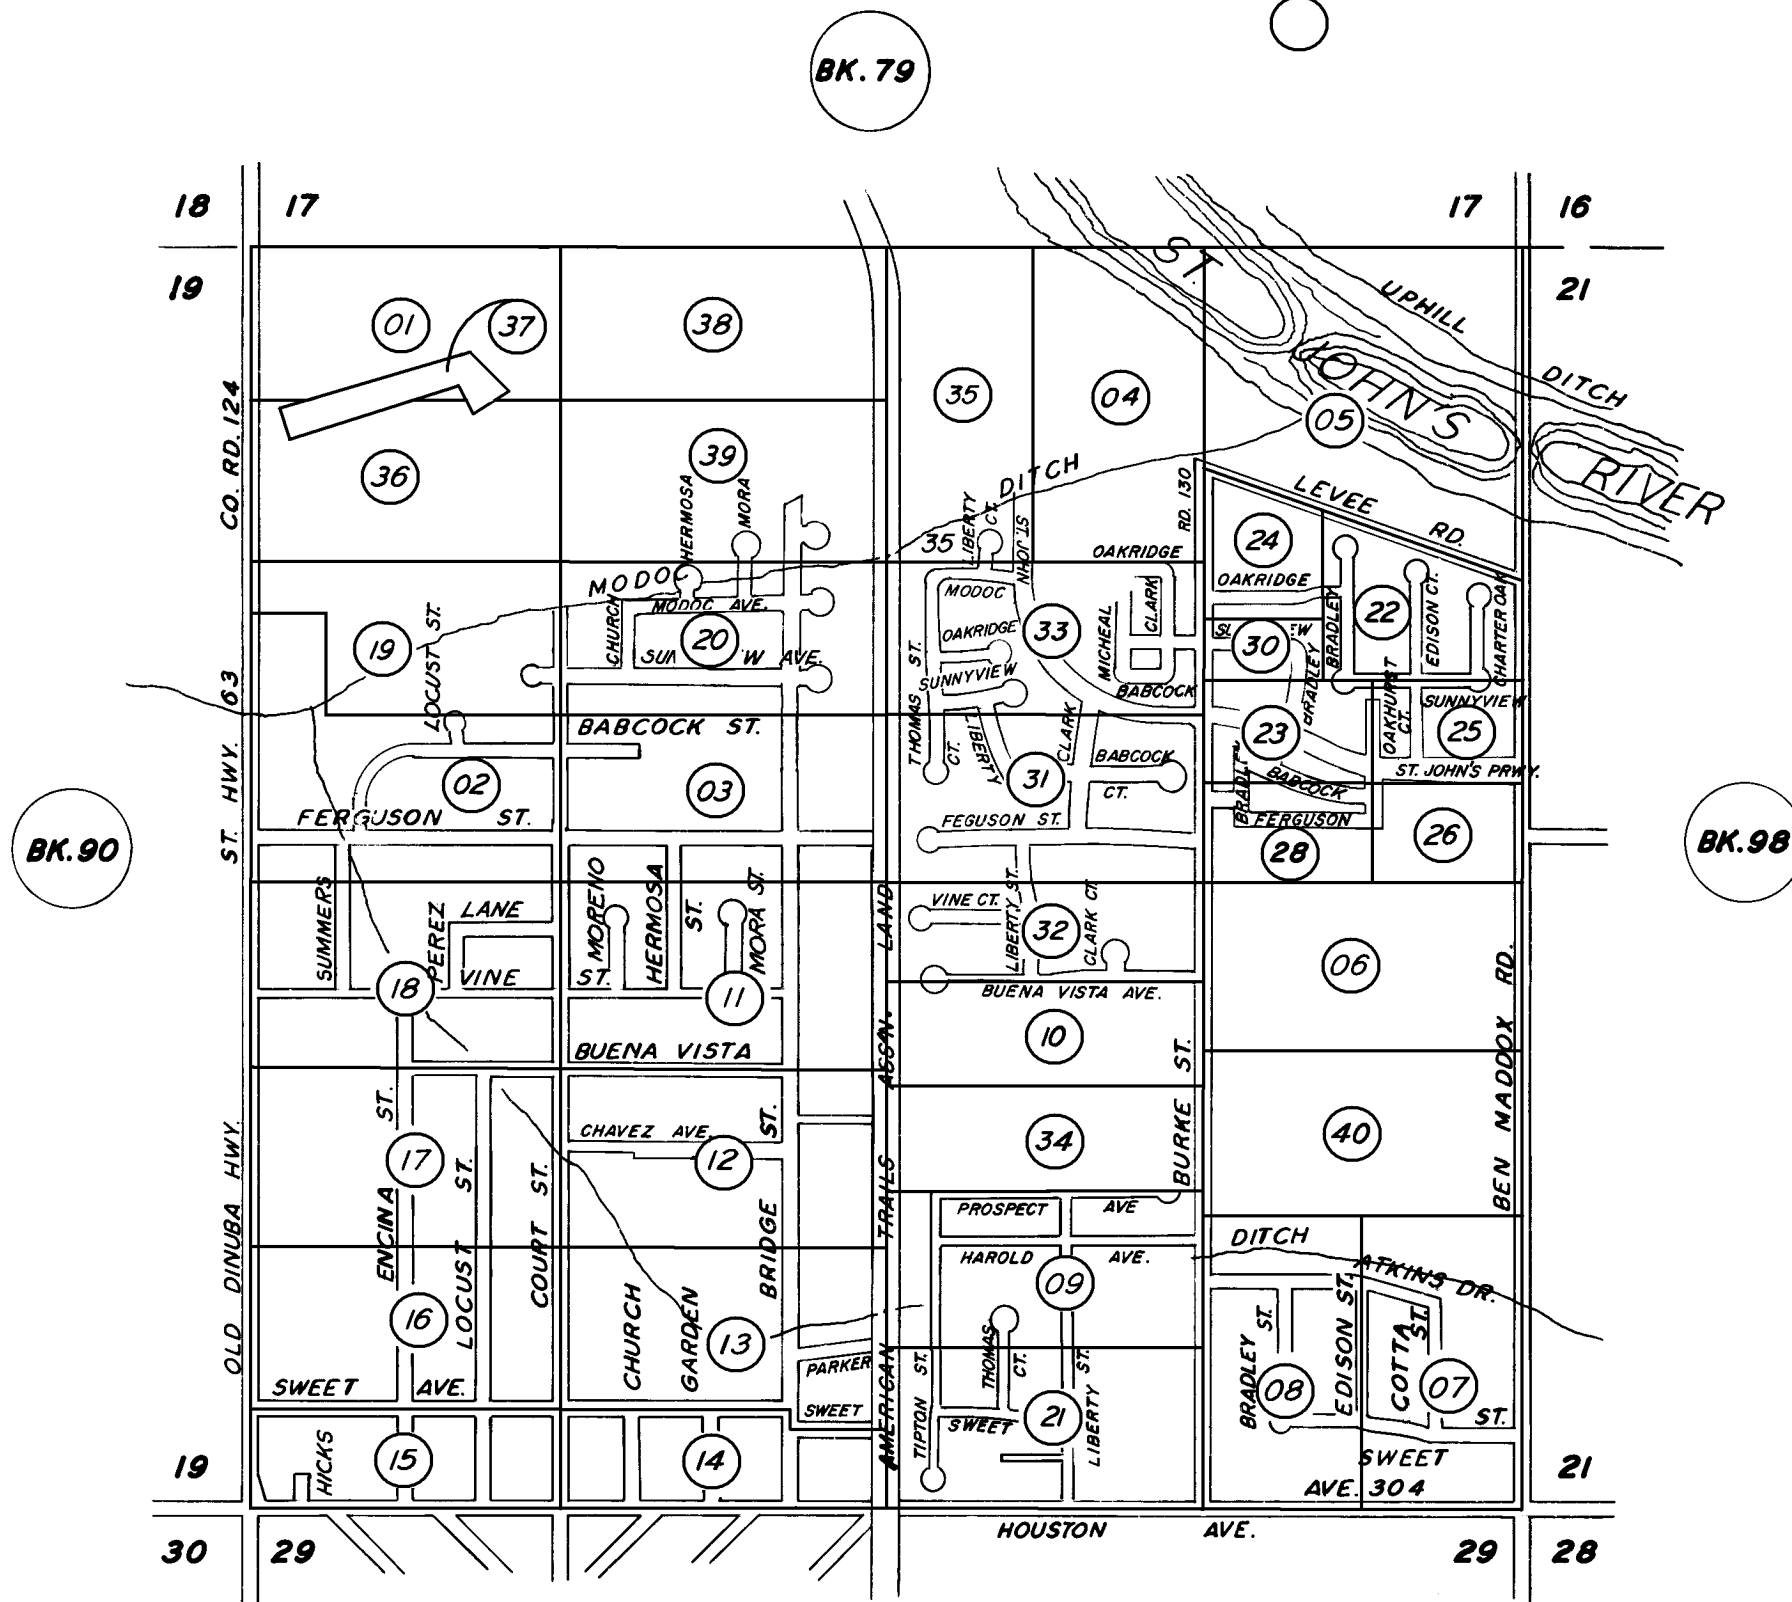 BK. 79
18
17
17
16
19
21
ST.
UPHILL
DITCH
01
37
38
35
04
JOHN'S
05
RIVER
CO. RD. 124
36
39
HERMOSA
MORA
DITCH
LIBERTY
CT.
ST. JOHN
RD. 130
LEVEE
RD.
35
OAKRIDGE
24
MODOC
MODOC AVE.
CHURCH
MODOC
OAKRIDGE
CLARK
MICHEAL
OAKRIDGE
BRADLEY
22
EDISON CT.
CHARTER OAK
19
LOCUST ST.
20
W AVE.
33
30
THOMAS ST.
CT.
SUNNYVIEW
BABCOCK
BRADLEY
SUNNYVIEW
ST. HWY. 63
BABCOCK ST.
LIBERTY
CLARK
BABCOCK
CT.
23
OAKHURST
CT.
25
ST. JOHN'S PRWY.
02
03
31
BABCOCK
FERGUSON ST.
FEGUSON ST.
FERGUSON
26
28
BK. 90
BK. 98
SUMMERS
PEREZ
LANE
MORENO
HERMOSA
ST.
MORA ST.
VINE CT.
LIBERTY ST.
32
CLARK CT.
06
18
VINE
ST.
11
BUENA VISTA AVE.
10
BUENA VISTA
BEN MADDOX RD.
AMERICAN TRAILS ASSN. LAND
BURKE ST.
ENCINA ST.
17
LOCUST ST.
COURT ST.
CHAVEZ AVE.
12
BRIDGE ST.
34
40
PROSPECT AVE
HAROLD AVE.
DITCH
ATKINS DR.
OLD DINUBA HWY.
16
CHURCH
GARDEN
13
09
THOMAS
CT.
BRADLEY
ST.
EDISON ST.
COTTA
ST.
PARKER
SWEET AVE.
SWEET
TIPTON ST.
SWEET
21
LIBERTY ST.
08
07
ST.
HICKS
15
14
SWEET
19
21
AVE. 304
HOUSTON AVE.
30
29
29
28